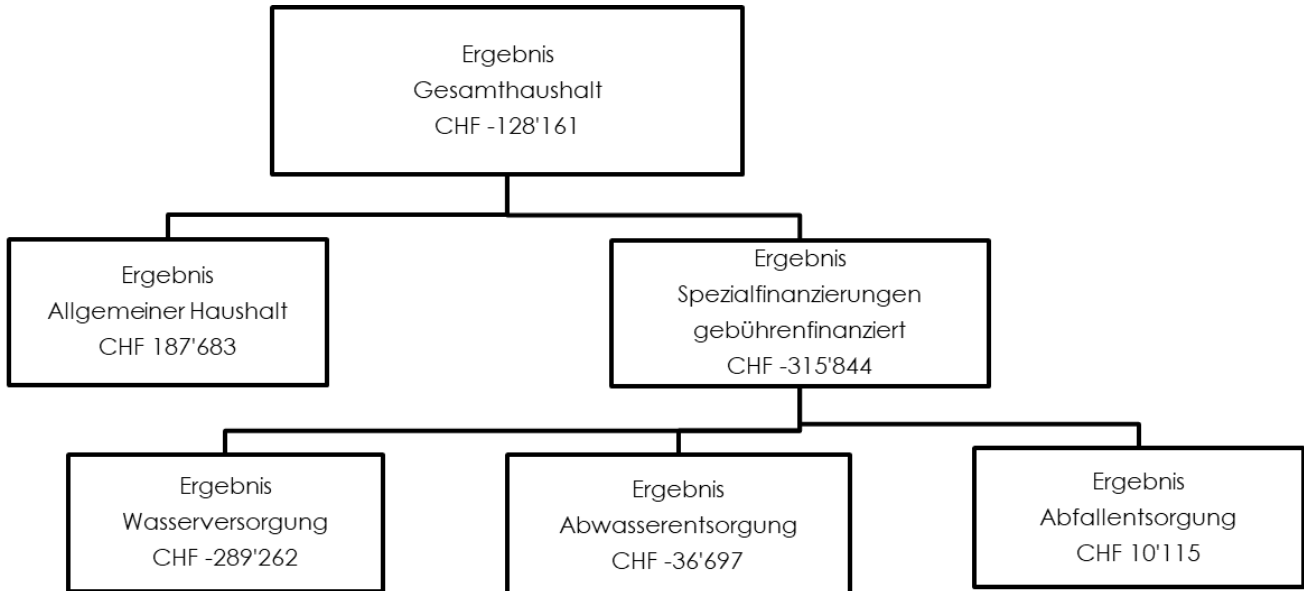 Ergebnis
Gesamthaushalt
CHF -128'161
Ergebnis
Allgemeiner Haushalt
CHF 187'683
Ergebnis
Spezialfinanzierungen
gebührenfinanziert
CHF -315'844
Ergebnis
Wasserversorgung
CHF -289'262
Ergebnis
Abwasserentsorgung
CHF -36'697
Ergebnis
Abfallentsorgung
CHF 10'115